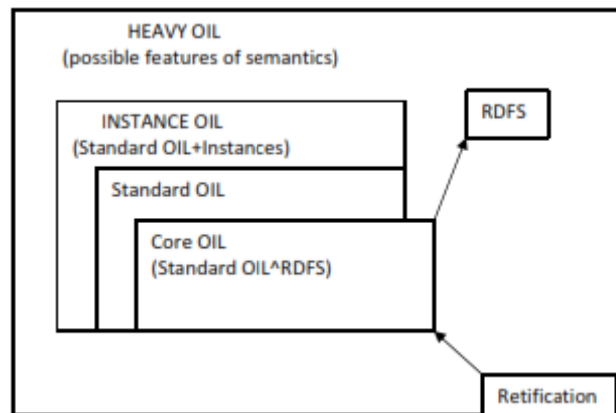 HEAVY OIL
(possible features of semantics)
RDFS
INSTANCE OIL
(Standard OIL+Instances)
Standard OIL
Core OIL
(Standard OIL^RDFS)
Retification